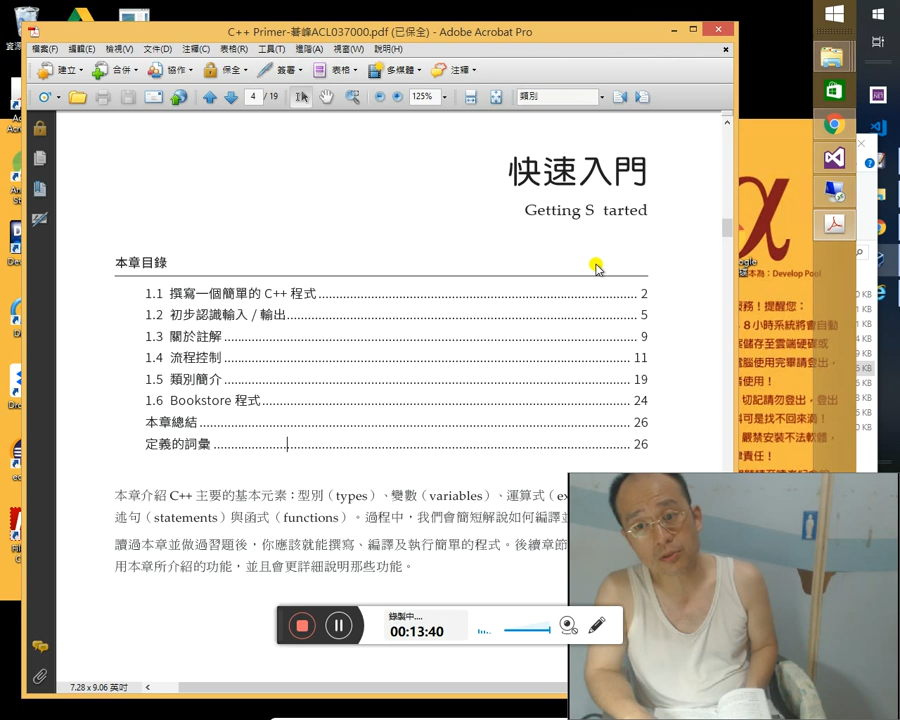 C++ Primer-碁峰ACL037000.pdf (已保全) - Adobe Acrobat Pro
檔案(F) 編輯(E) 檢視(V) 文件(D) 注釋(C) 表格(R) 工具(T) 進階(A) 視窗(W) 說明(H)
建立 合併 協作 保全 簽署 表格 多媒體 注釋
4 / 19 125% 類別
快速入門
Getting S tarted
本章目錄
1.1 撰寫一個簡單的 C++ 程式 2
1.2 初步認識輸入 / 輸出 5
1.3 關於註解 9
1.4 流程控制 11
1.5 類別簡介 19
1.6 Bookstore 程式 24
本章總結 26
定義的詞彙 26
本章介紹 C++ 主要的基本元素：型別（types）、變數（variables）、運算式（ex
述句（statements）與函式（functions）。過程中，我們會簡短解說如何編譯
讀過本章並做過習題後，你應該就能撰寫、編譯及執行簡單的程式。後續章節
用本章所介紹的功能，並且會更詳細說明那些功能。
7.28 x 9.06 英吋
錄製中....
00:13:40
本為：Develop Pool
服務！提醒您：
8 小時系統將會自動
儲存至雲端硬碟或
電腦使用完畢請登出，
者使用！
切記請勿登出，登出
可是找不回來滿！
嚴禁安裝不法軟體，
責任！